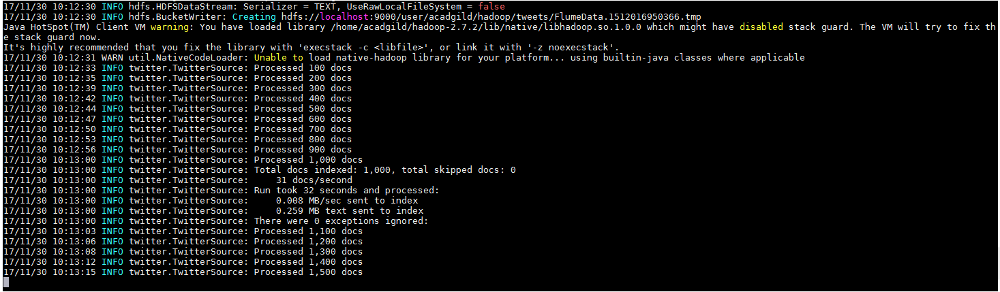 17/11/30 10:12:30 INFO hdfs.HDFSDataStream: Serializer = TEXT, UseRawLocalFileSystem = false
17/11/30 10:12:30 INFO hdfs.BucketWriter: Creating hdfs://localhost:9000/user/acadgild/hadoop/tweets/FlumeData.1512016950366.tmp
Java HotSpot(TM) Client VM warning: You have loaded library /home/acadgild/hadoop-2.7.2/lib/native/libhadoop.so.1.0.0 which might have disabled stack guard. The VM will try to fix th
e stack guard now.
It's highly recommended that you fix the library with 'execstack -c <libfile>', or link it with '-z noexecstack'.
17/11/30 10:12:31 WARN util.NativeCodeLoader: Unable to load native-hadoop library for your platform... using builtin-java classes where applicable
17/11/30 10:12:33 INFO twitter.TwitterSource: Processed 100 docs
17/11/30 10:12:35 INFO twitter.TwitterSource: Processed 200 docs
17/11/30 10:12:39 INFO twitter.TwitterSource: Processed 300 docs
17/11/30 10:12:42 INFO twitter.TwitterSource: Processed 400 docs
17/11/30 10:12:44 INFO twitter.TwitterSource: Processed 500 docs
17/11/30 10:12:47 INFO twitter.TwitterSource: Processed 600 docs
17/11/30 10:12:50 INFO twitter.TwitterSource: Processed 700 docs
17/11/30 10:12:53 INFO twitter.TwitterSource: Processed 800 docs
17/11/30 10:12:56 INFO twitter.TwitterSource: Processed 900 docs
17/11/30 10:13:00 INFO twitter.TwitterSource: Processed 1,000 docs
17/11/30 10:13:00 INFO twitter.TwitterSource: Total docs indexed: 1,000, total skipped docs: 0
17/11/30 10:13:00 INFO twitter.TwitterSource:     31 docs/second
17/11/30 10:13:00 INFO twitter.TwitterSource: Run took 32 seconds and processed:
17/11/30 10:13:00 INFO twitter.TwitterSource:     0.008 MB/sec sent to index
17/11/30 10:13:00 INFO twitter.TwitterSource:     0.259 MB text sent to index
17/11/30 10:13:00 INFO twitter.TwitterSource: There were 0 exceptions ignored:
17/11/30 10:13:03 INFO twitter.TwitterSource: Processed 1,100 docs
17/11/30 10:13:06 INFO twitter.TwitterSource: Processed 1,200 docs
17/11/30 10:13:08 INFO twitter.TwitterSource: Processed 1,300 docs
17/11/30 10:13:12 INFO twitter.TwitterSource: Processed 1,400 docs
17/11/30 10:13:15 INFO twitter.TwitterSource: Processed 1,500 docs